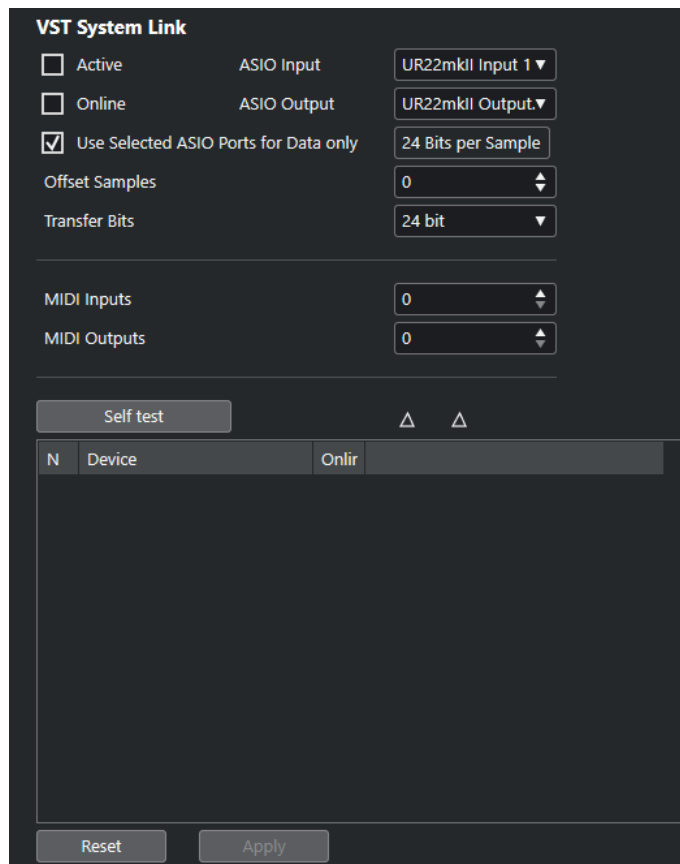 VST System Link
Active ASIO Input UR22mkII Input 1
Online ASIO Output UR22mkII Output.
Use Selected ASIO Ports for Data only 24 Bits per Sample
Offset Samples 0
Transfer Bits 24 bit
MIDI Inputs 0
MIDI Outputs 0
Self test
N Device Onlir
Reset Apply